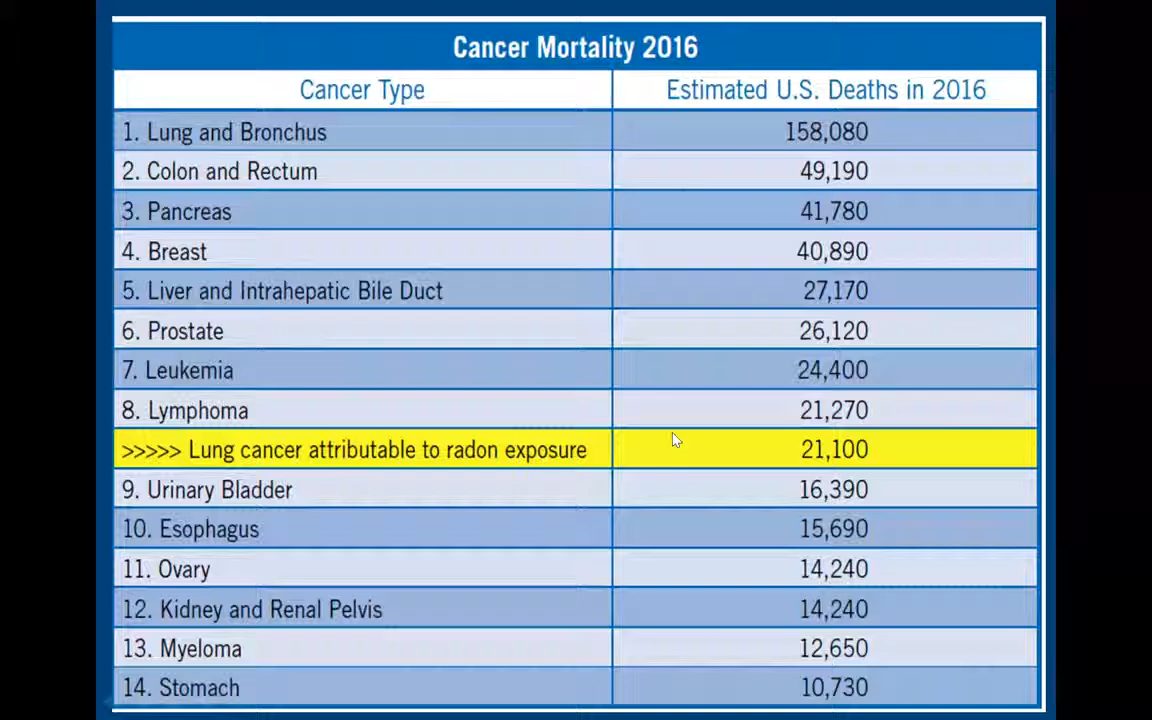 Cancer Mortality 2016
Cancer Type Estimated U.S. Deaths in 2016
1. Lung and Bronchus 158,080
2. Colon and Rectum 49,190
3. Pancreas 41,780
4. Breast 40,890
5. Liver and Intrahepatic Bile Duct 27,170
6. Prostate 26,120
7. Leukemia 24,400
8. Lymphoma 21,270
>>>>> Lung cancer attributable to radon exposure 21,100
9. Urinary Bladder 16,390
10. Esophagus 15,690
11. Ovary 14,240
12. Kidney and Renal Pelvis 14,240
13. Myeloma 12,650
14. Stomach 10,730